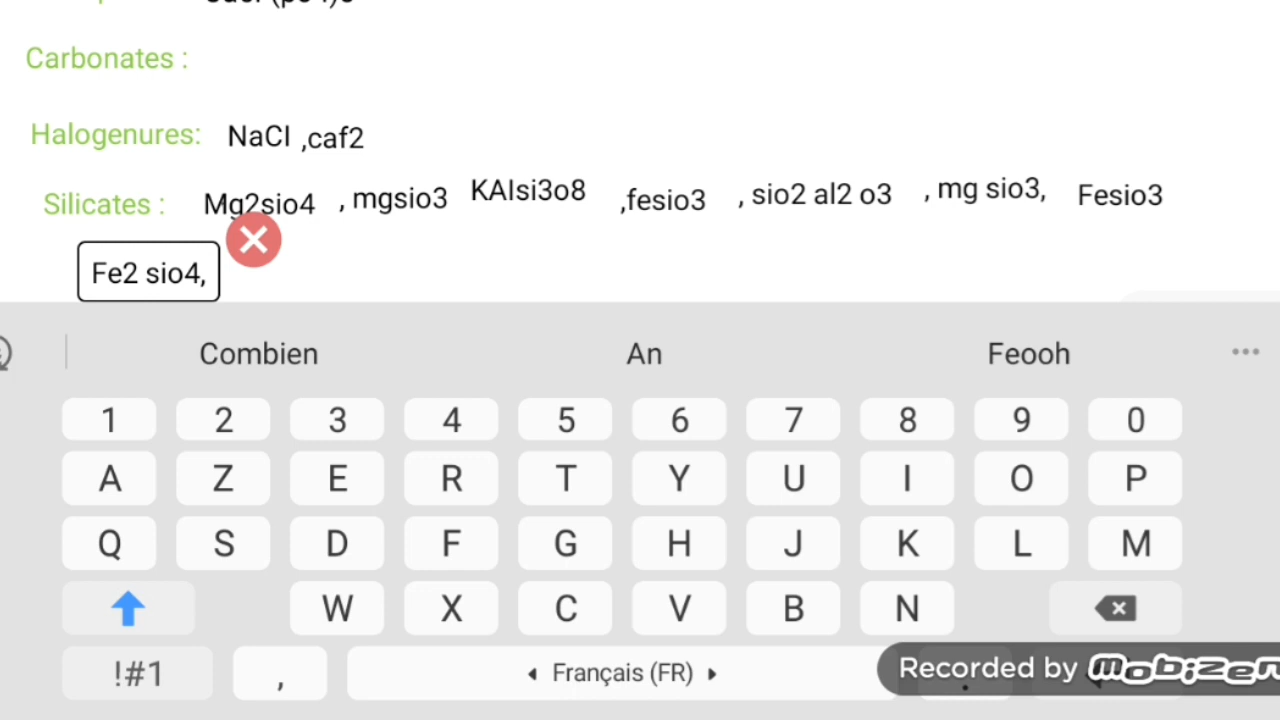 Carbonates :
Halogenures: NaCl ,caf2
Silicates : Mg2sio4 , mgsio3 KAlsi3o8 ,fesio3 , sio2 al2 o3 , mg sio3, Fesio3
Fe2 sio4,
Combien An Feooh ...
1 2 3 4 5 6 7 8 9 0
A Z E R T Y U I O P
Q S D F G H J K L M
W X C V B N
!#1 , Français (FR) .
Recorded by mobizen